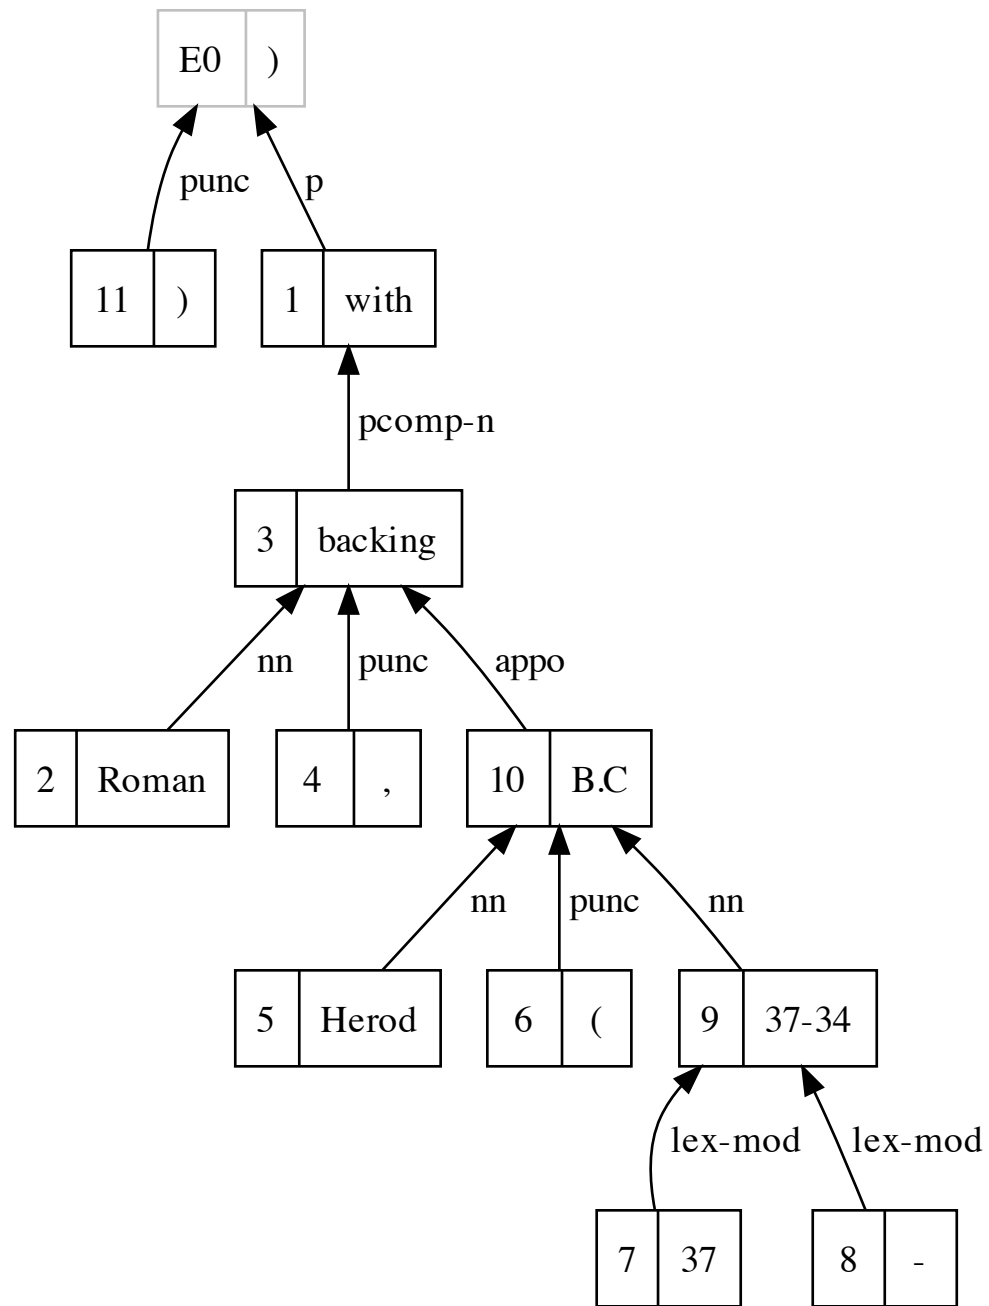 E0 )
punc p
11 ) 1 with
pcomp-n
3 backing
nn punc appo
2 Roman 4 , 10 B.C
nn punc nn
5 Herod 6 ( 9 37-34
lex-mod lex-mod
7 37 8 -